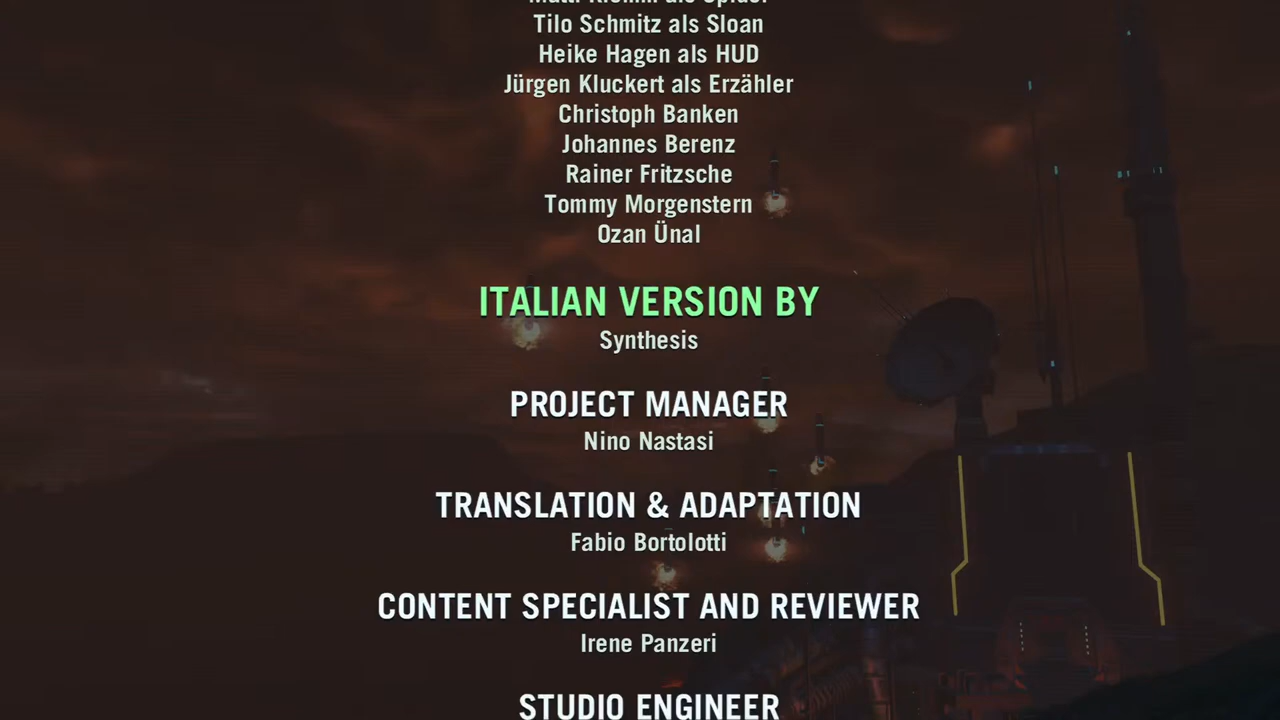 Tilo Schmitz als Sloan
Heike Hagen als HUD
Jürgen Kluckert als Erzähler
Christoph Banken
Johannes Berenz
Rainer Fritzsche
Tommy Morgenstern
Ozan Ünal
ITALIAN VERSION BY
Synthesis
PROJECT MANAGER
Nino Nastasi
TRANSLATION & ADAPTATION
Fabio Bortolotti
CONTENT SPECIALIST AND REVIEWER
Irene Panzeri
STUDIO ENGINEER